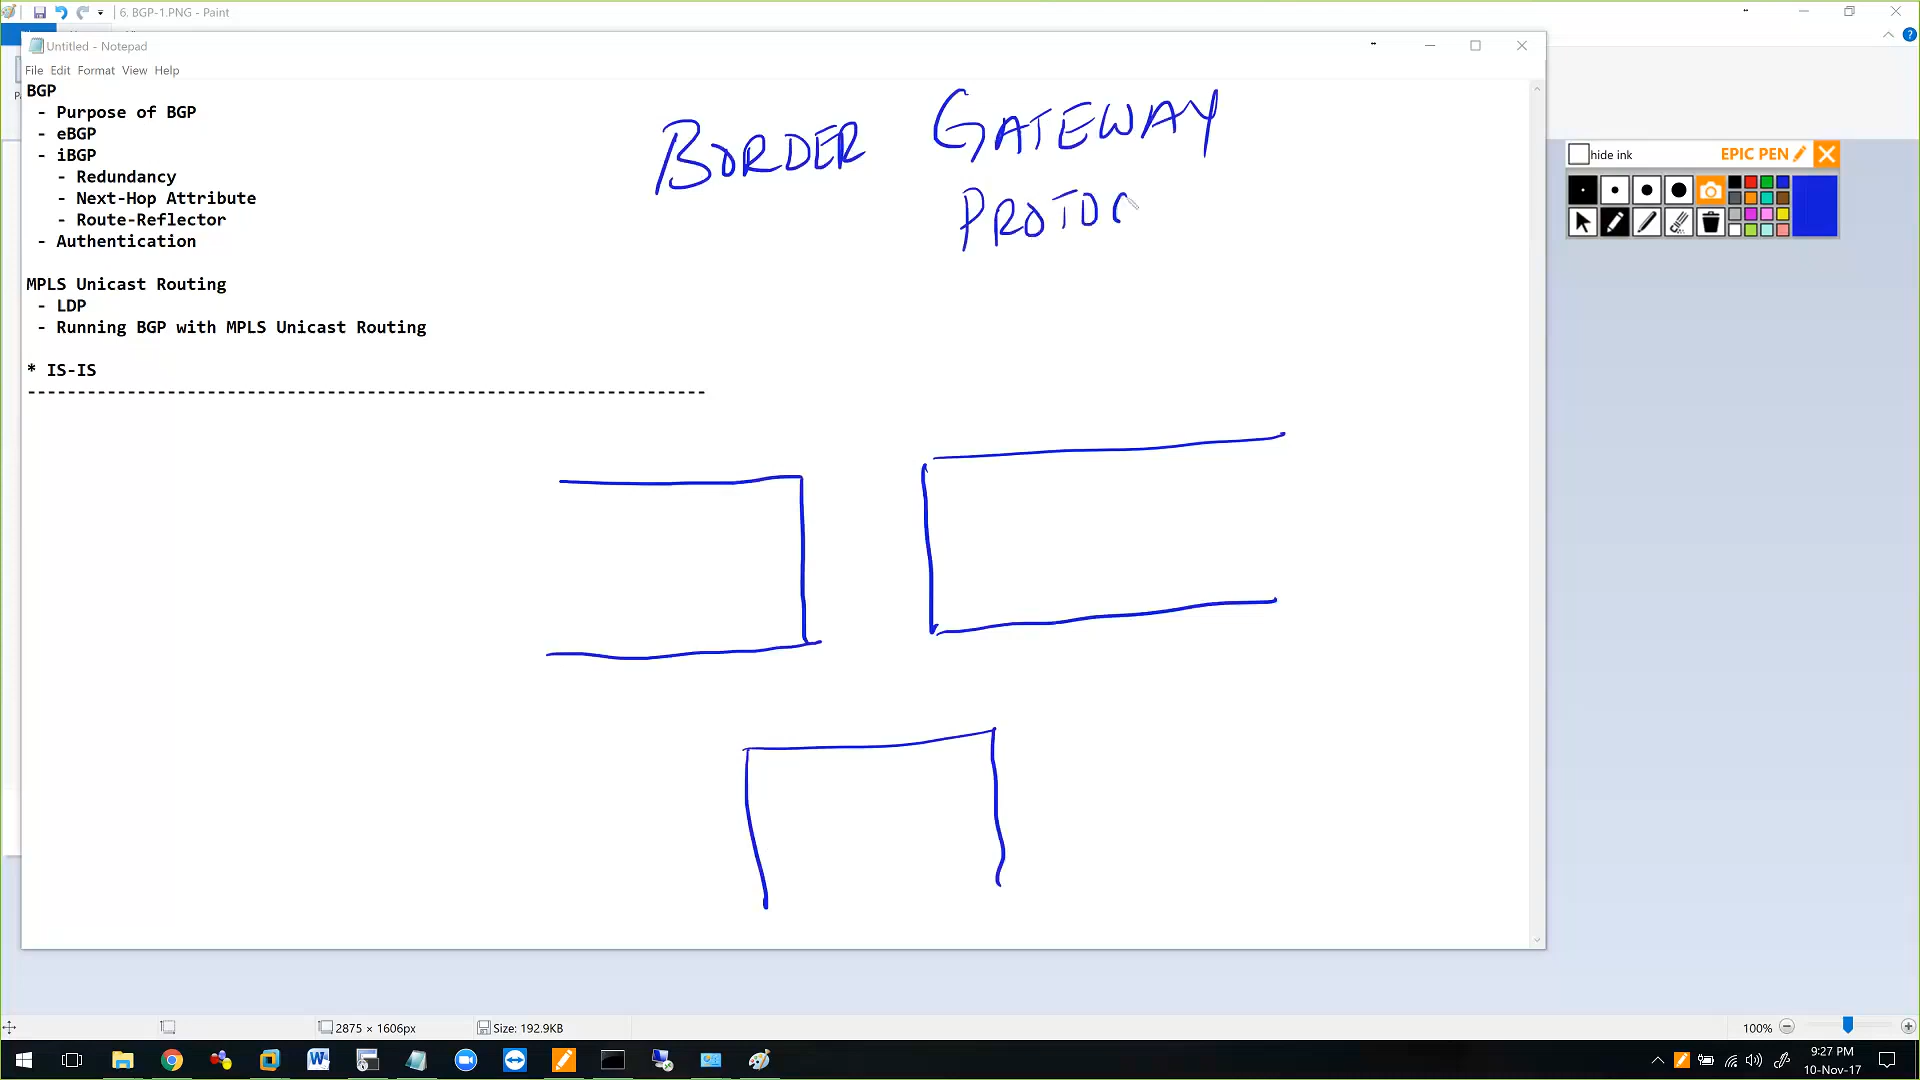 6. BGP-1.PNG - Paint
Untitled - Notepad
File Edit Format View Help
BGP
- Purpose of BGP
- eBGP
- iBGP
- Redundancy
- Next-Hop Attribute
- Route-Reflector
- Authentication
MPLS Unicast Routing
- LDP
- Running BGP with MPLS Unicast Routing
* IS-IS
--------------------------------------------------------------------
BORDER GATEWAY
PROTOC
hide ink EPIC PEN
2875 × 1606px Size: 192.9KB 100%
9:27 PM
10-Nov-17